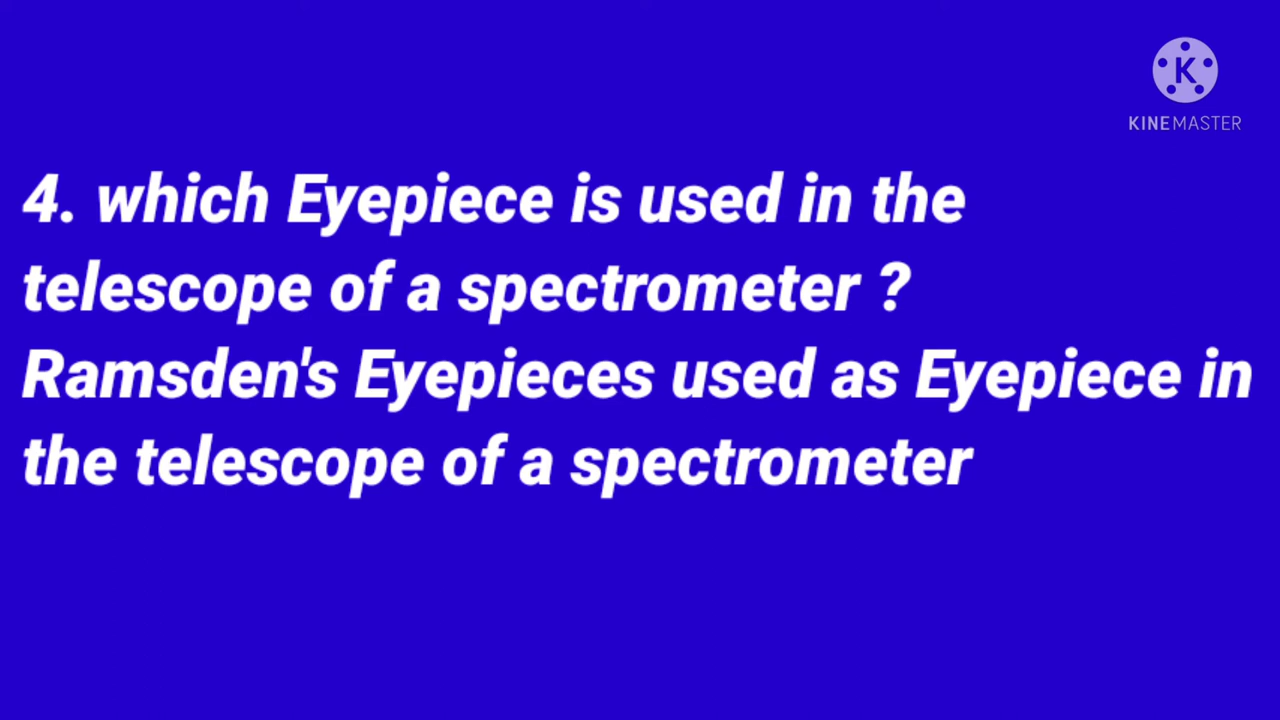 K
KINEMASTER
4. which Eyepiece is used in the
telescope of a spectrometer ?
Ramsden's Eyepieces used as Eyepiece in
the telescope of a spectrometer